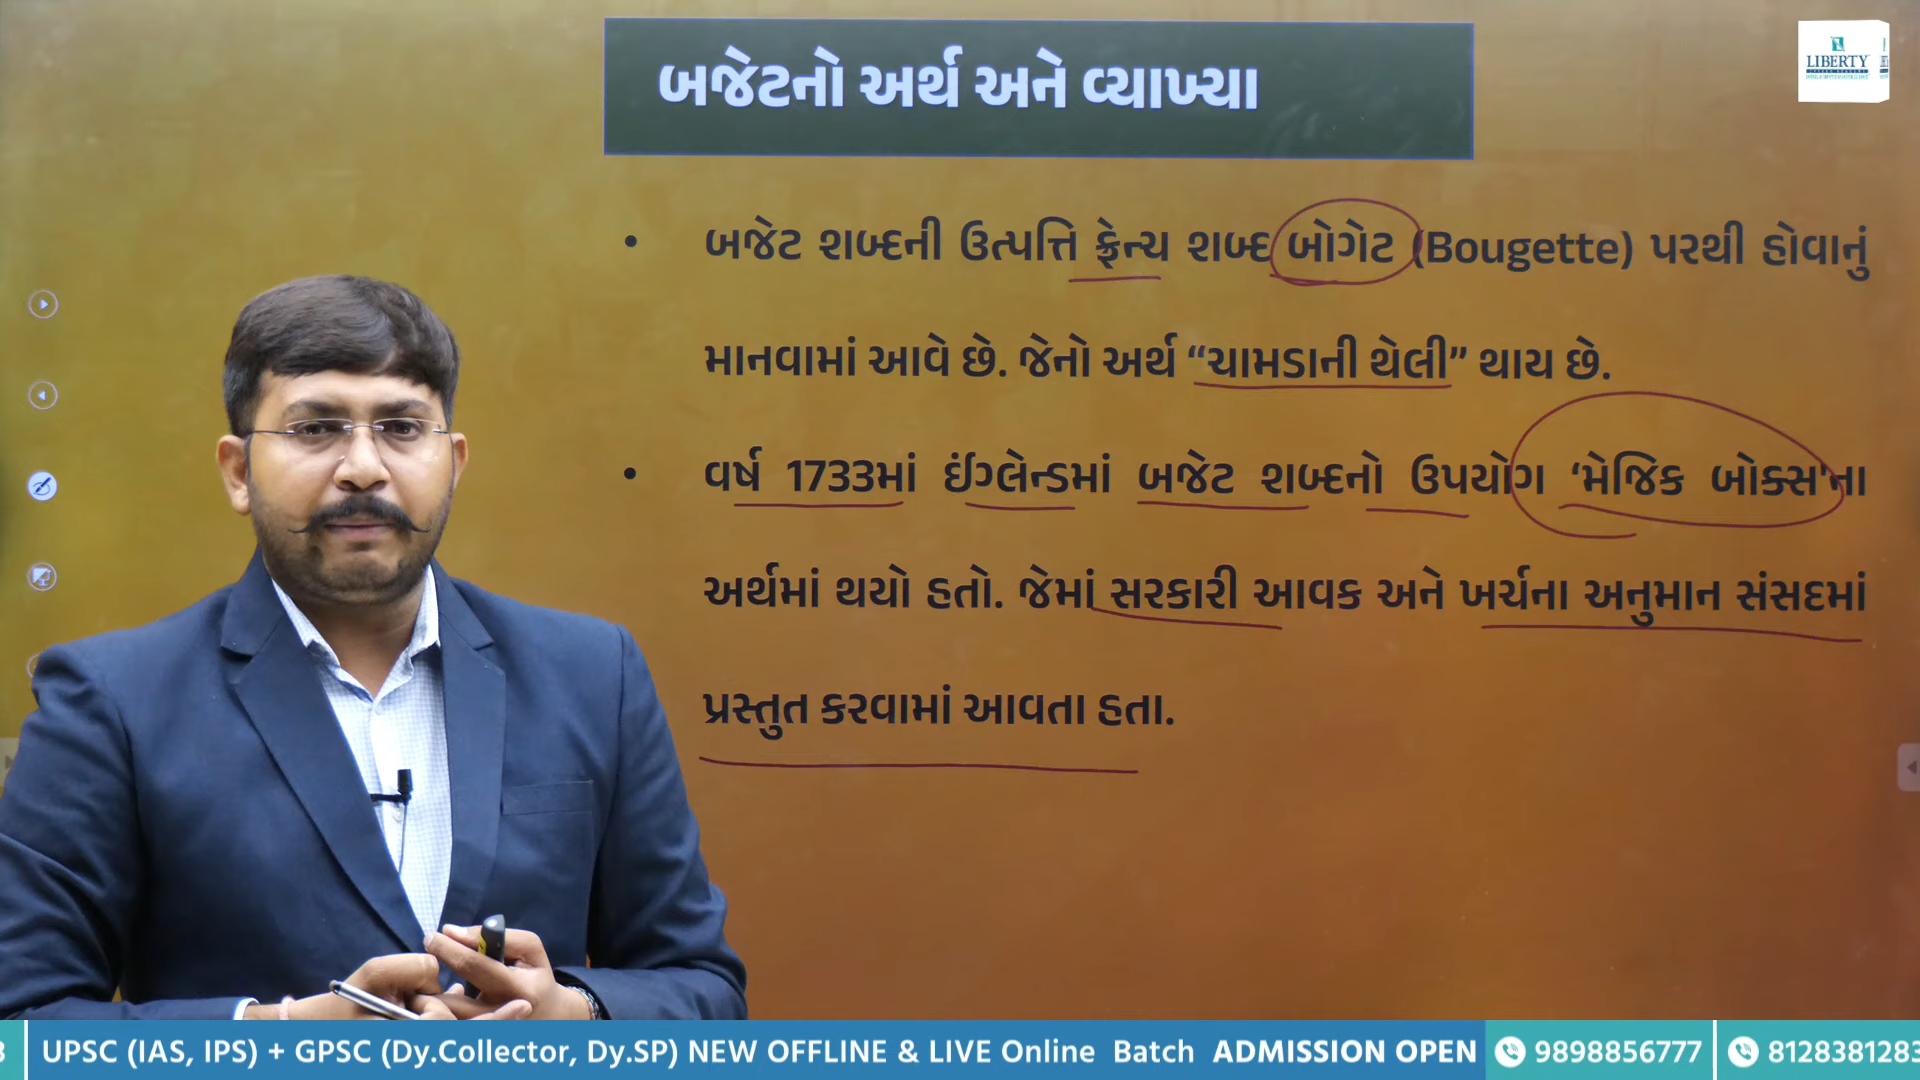 બજેટનો અર્થ અને વ્યાખ્યા
LIBERTY
• બજેટ શબ્દની ઉત્પત્તિ ફ્રેન્ચ શબ્દ બોગેટ (Bougette) પરથી હોવાનું
માનવામાં આવે છે. જેનો અર્થ “ચામડાની થેલી” થાય છે.
• વર્ષ 1733માં ઈંગ્લેન્ડમાં બજેટ શબ્દનો ઉપયોગ ‘મેજિક બોક્સ'ના
અર્થમાં થયો હતો. જેમાં સરકારી આવક અને ખર્ચના અનુમાન સંસદમાં
પ્રસ્તુત કરવામાં આવતા હતા.
UPSC (IAS, IPS) + GPSC (Dy.Collector, Dy.SP) NEW OFFLINE & LIVE Online Batch ADMISSION OPEN 9898856777 8128381283